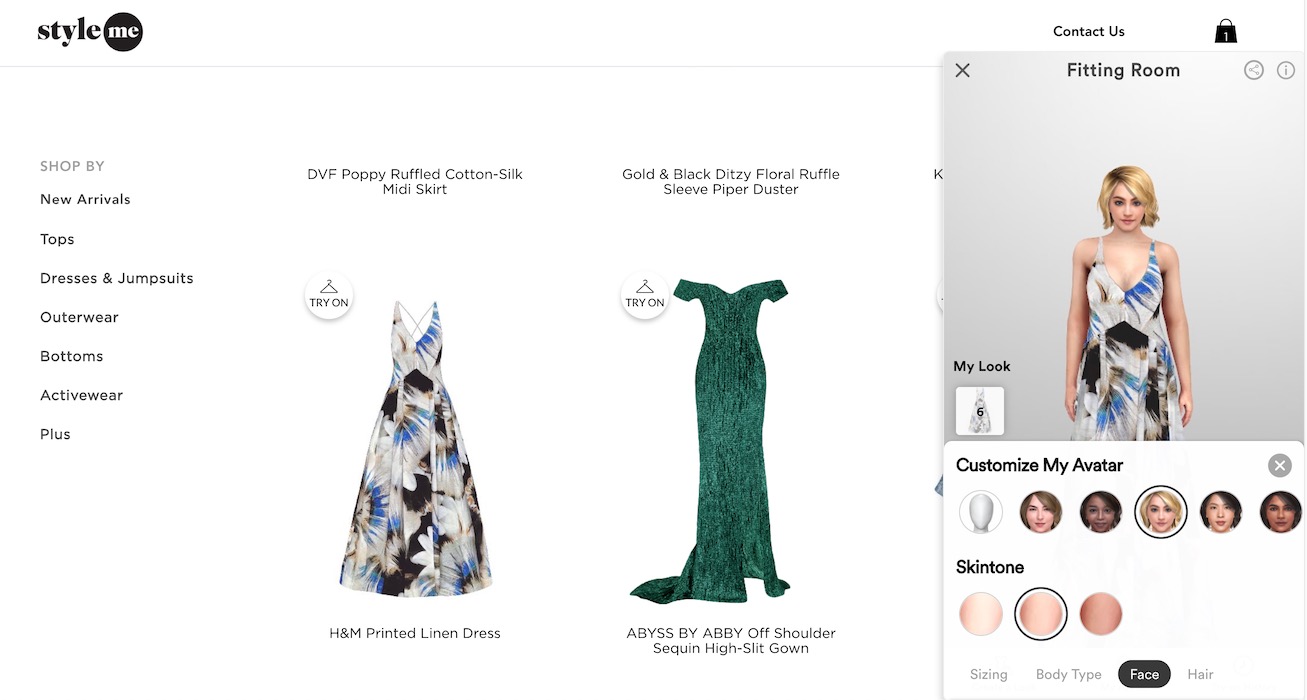 style me
Contact Us
1
Fitting Room
SHOP BY
New Arrivals
Tops
Dresses & Jumpsuits
Outerwear
Bottoms
Activewear
Plus
DVF Poppy Ruffled Cotton-Silk
Midi Skirt
Gold & Black Ditzy Floral Ruffle
Sleeve Piper Duster
K
TRY ON
TRY ON
H&M Printed Linen Dress
ABYSS BY ABBY Off Shoulder
Sequin High-Slit Gown
My Look
6
Customize My Avatar
Skintone
Sizing Body Type Face Hair